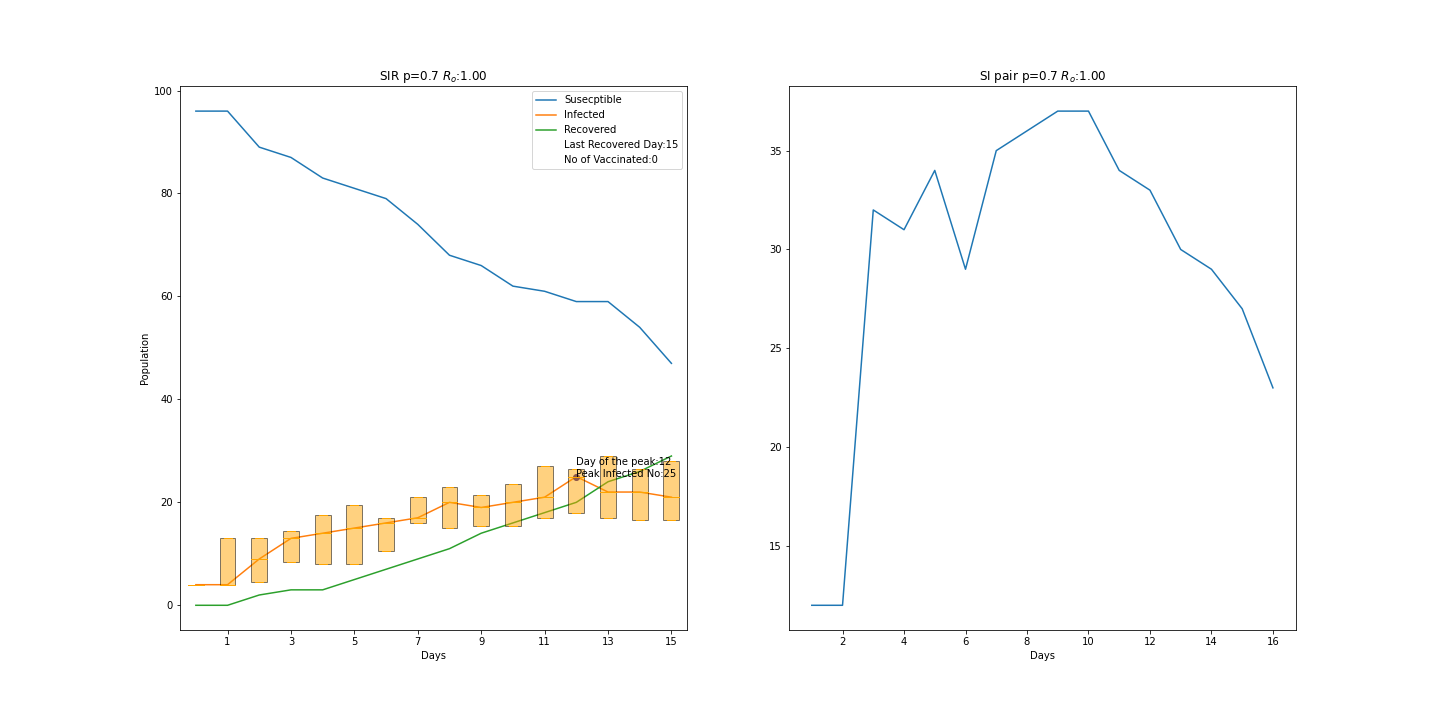 SIR p=0.7 Rₒ:1.00
Susecptible
Infected
Recovered
Last Recovered Day:15
No of Vaccinated:0
100
80
60
40
20
0
Population
Day of the peak:12
Peak Infected No:25
1 3 5 7 9 11 13 15
Days
SI pair p=0.7 Rₒ:1.00
35
30
25
20
15
2 4 6 8 10 12 14 16
Days